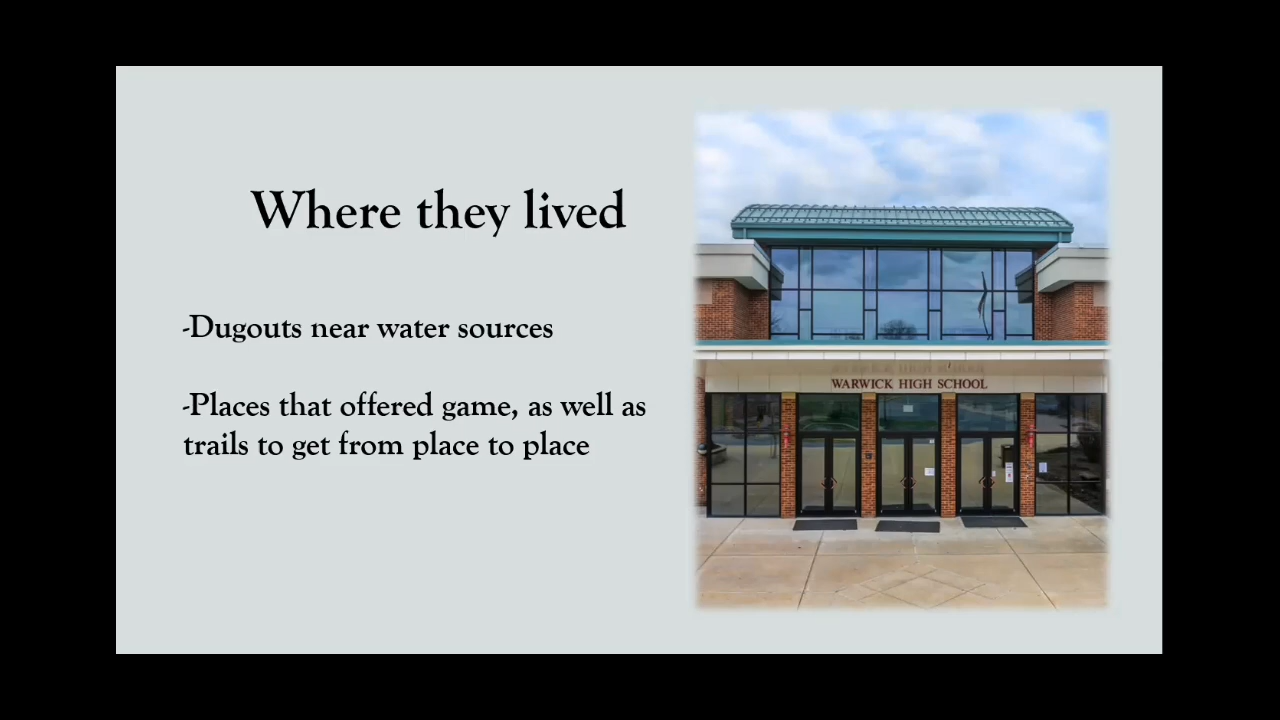 Where they lived
-Dugouts near water sources
-Places that offered game, as well as
trails to get from place to place
WARWICK HIGH SCHOOL